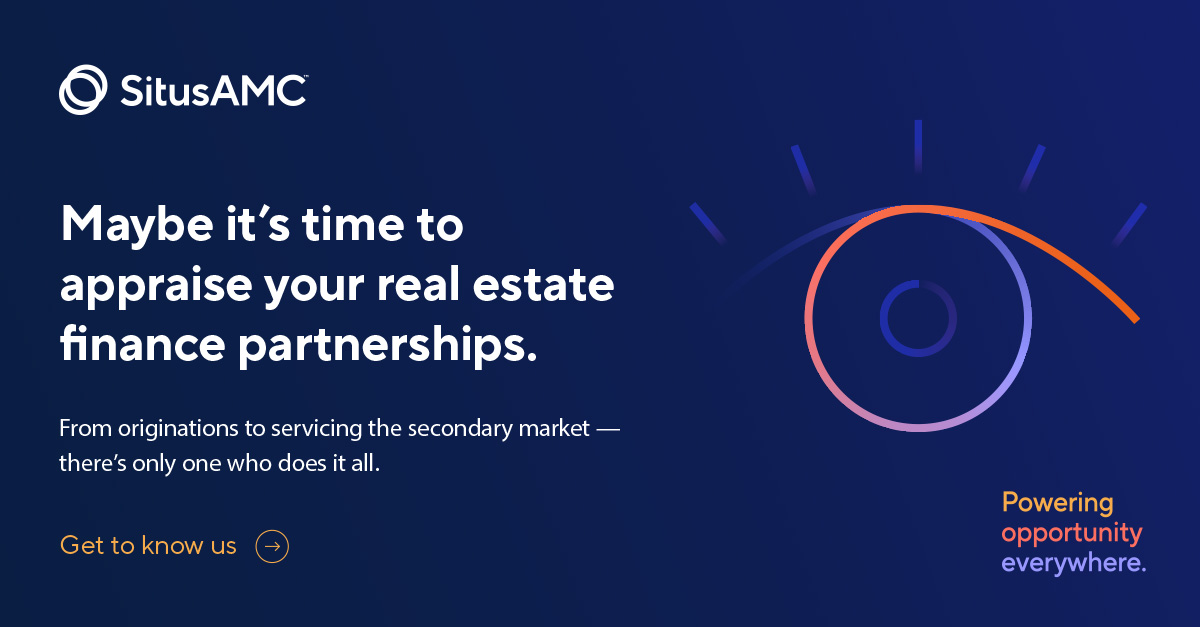 SitusAMC™
Maybe it’s time to
appraise your real estate
finance partnerships.
From originations to servicing the secondary market —
there’s only one who does it all.
Get to know us
Powering
opportunity
everywhere.